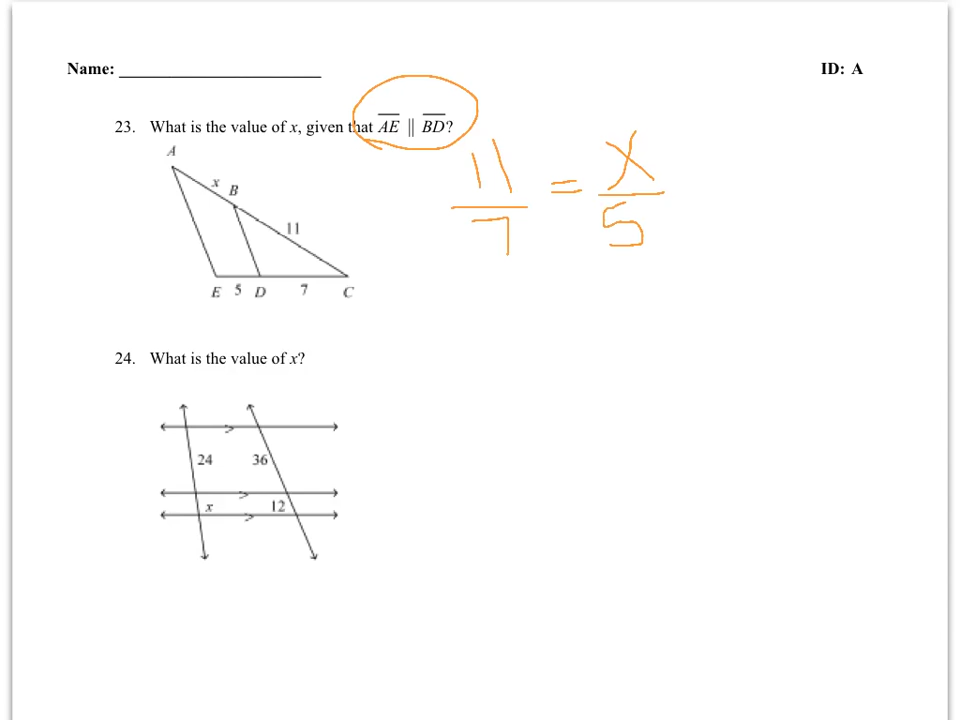 Name: ________________________ ID: A
23. What is the value of x, given that AE || BD?
A
x
B
11
E 5 D 7 C
11/7 = x/5
24. What is the value of x?
24 36
x 12